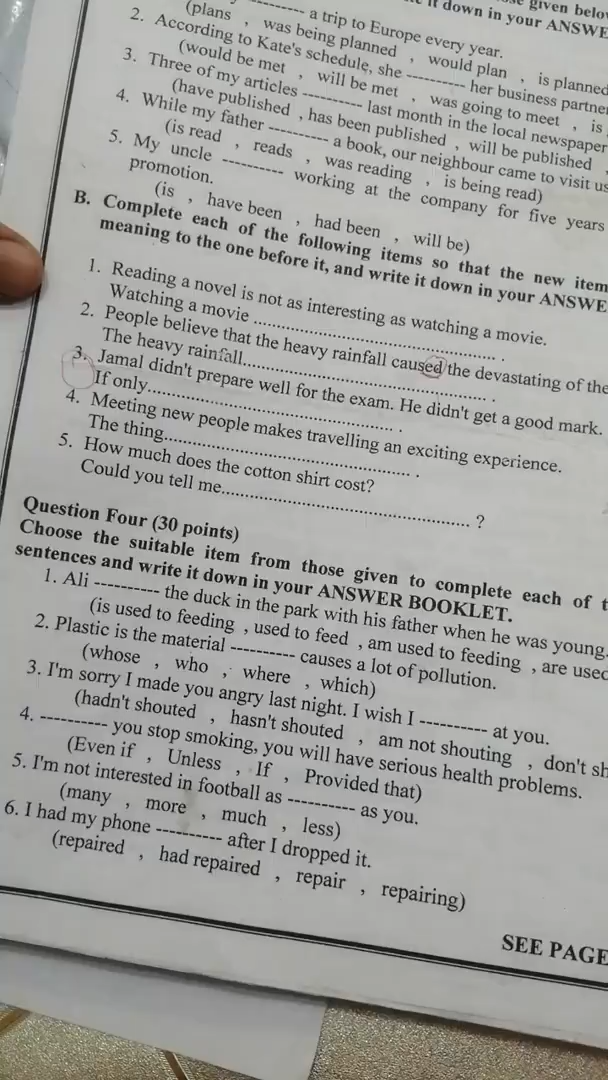 it down in your ANSWE
---------- a trip to Europe every year.
(plans , was being planned , would plan , is planned
2. According to Kate's schedule, she ---------- her business partner
(would be met , will be met , was going to meet , is
3. Three of my articles ---------- last month in the local newspaper
(have published , has been published , will be published ,
4. While my father ---------- a book, our neighbour came to visit us
(is read , reads , was reading , is being read)
5. My uncle ---------- working at the company for five years
promotion.
(is , have been , had been , will be)
B. Complete each of the following items so that the new item
meaning to the one before it, and write it down in your ANSWE
1. Reading a novel is not as interesting as watching a movie.
Watching a movie ............................................ .
2. People believe that the heavy rainfall caused the devastating of the
The heavy rainfall............................................ .
3. Jamal didn't prepare well for the exam. He didn't get a good mark.
If only............................................ .
4. Meeting new people makes travelling an exciting experience.
The thing............................................ .
5. How much does the cotton shirt cost?
Could you tell me............................................ ?
Question Four (30 points)
Choose the suitable item from those given to complete each of t
sentences and write it down in your ANSWER BOOKLET.
1. Ali ---------- the duck in the park with his father when he was young.
(is used to feeding , used to feed , am used to feeding , are used
2. Plastic is the material ---------- causes a lot of pollution.
(whose , who , where , which)
3. I'm sorry I made you angry last night. I wish I ---------- at you.
(hadn't shouted , hasn't shouted , am not shouting , don't sh
4. ---------- you stop smoking, you will have serious health problems.
(Even if , Unless , If , Provided that)
5. I'm not interested in football as ---------- as you.
(many , more , much , less)
6. I had my phone ---------- after I dropped it.
(repaired , had repaired , repair , repairing)
SEE PAGE